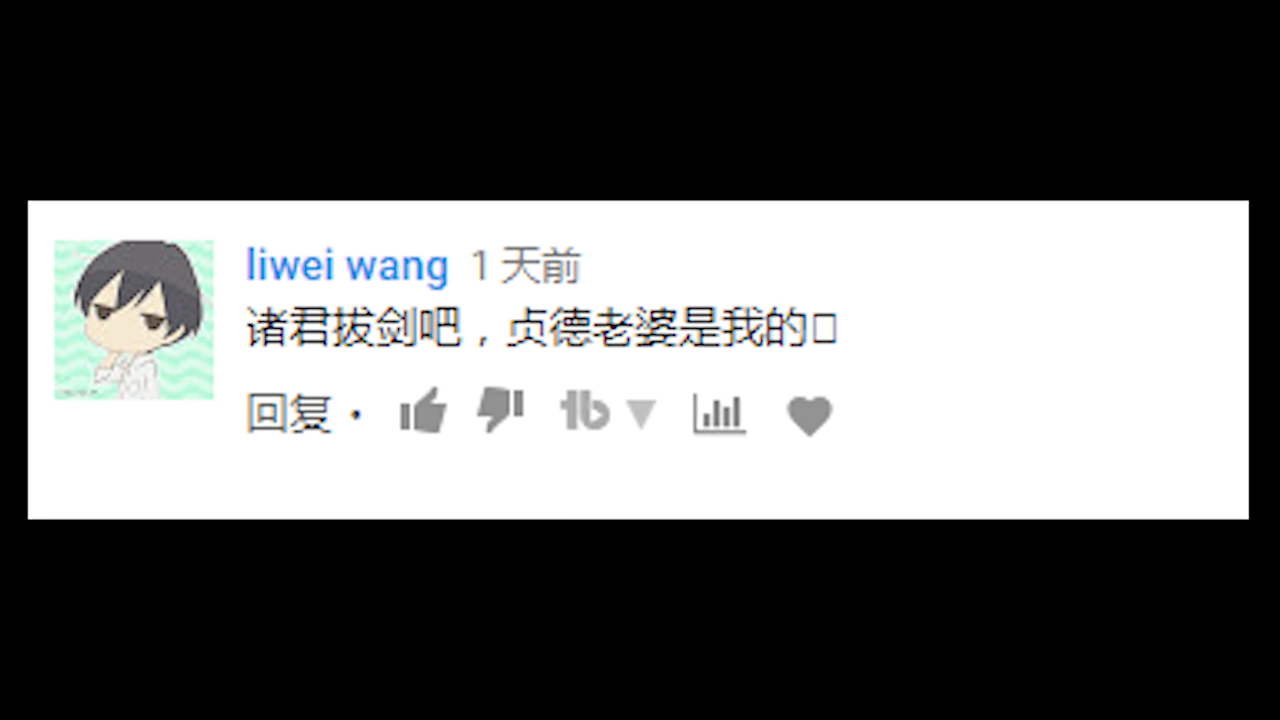 liwei wang 1 天前
诸君拔剑吧，贞德老婆是我的□
回复 ·